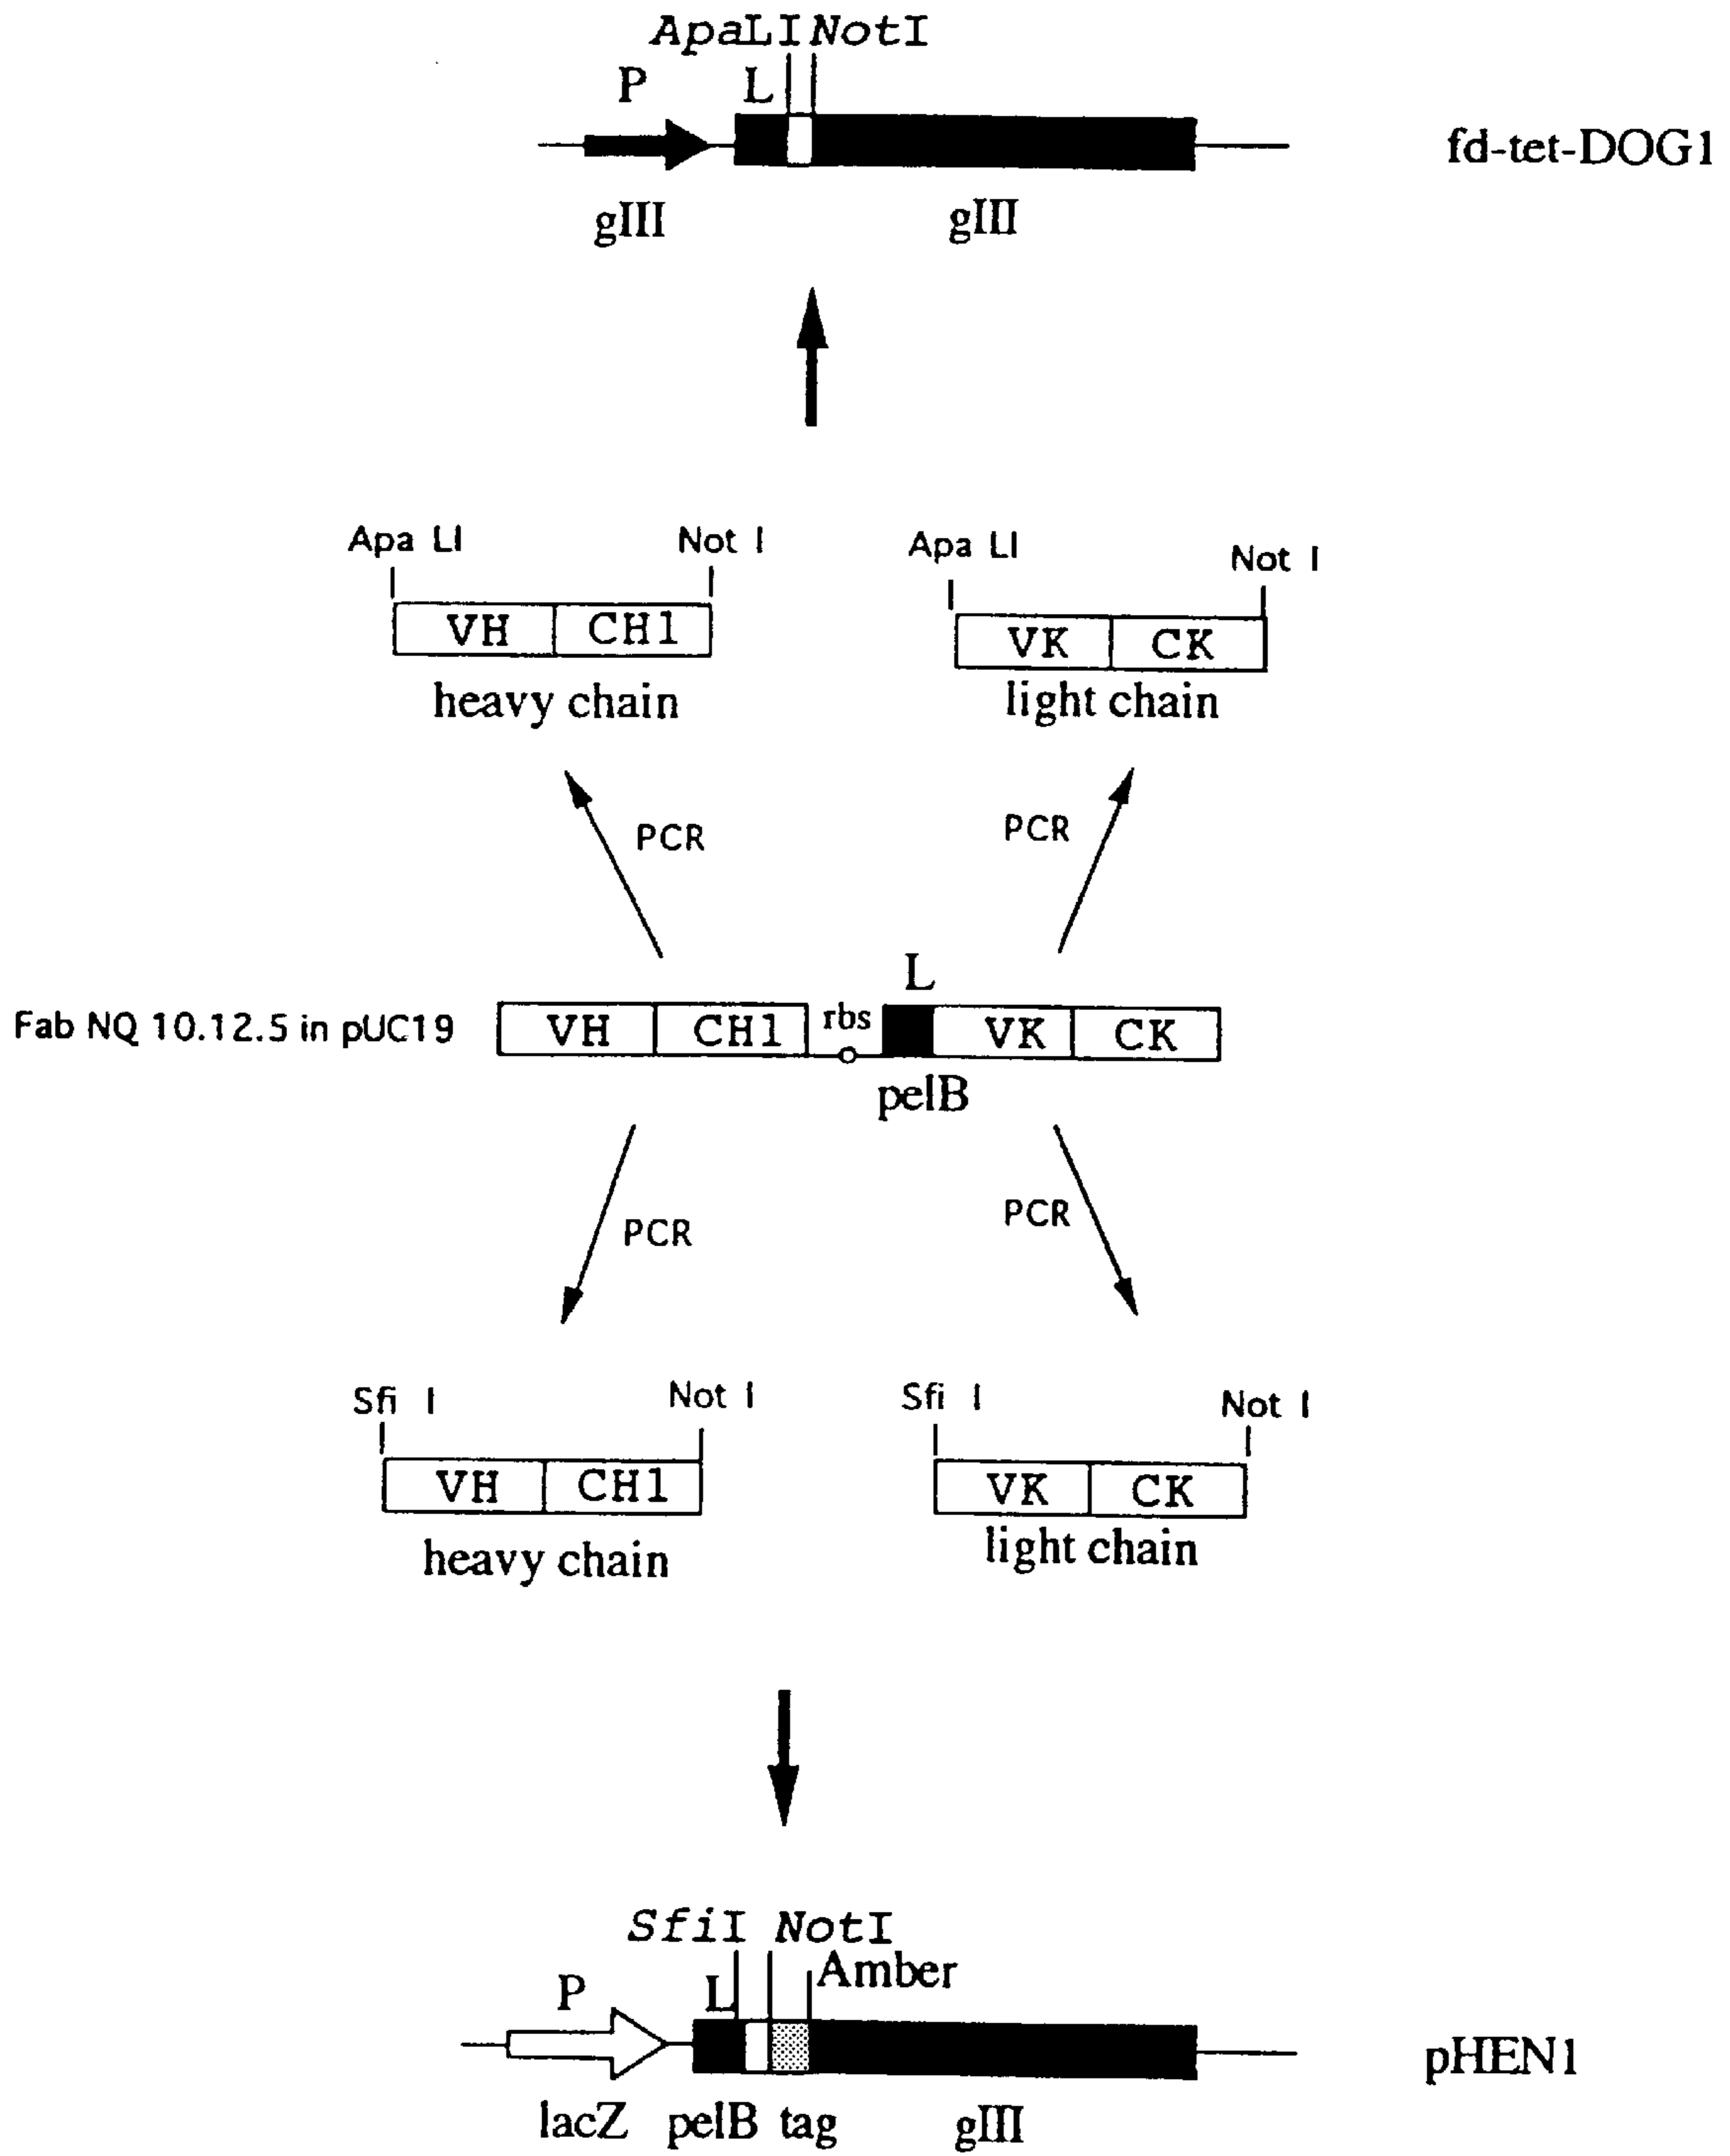 ApaLI NotI
P L
fd-tet-DOG1
gIII gIII
Apa LI Not I Apa LI Not I
VH CH1 VK CK
heavy chain light chain
PCR PCR
L
Fab NQ 10.12.5 in pUC19 VH CH1 rbs VK CK
pelB
PCR PCR
Sfi I Not I Sfi I Not I
VH CH1 VK CK
heavy chain light chain
SfiI NotI
P L Amber
pHEN1
lacZ pelB tag gIII